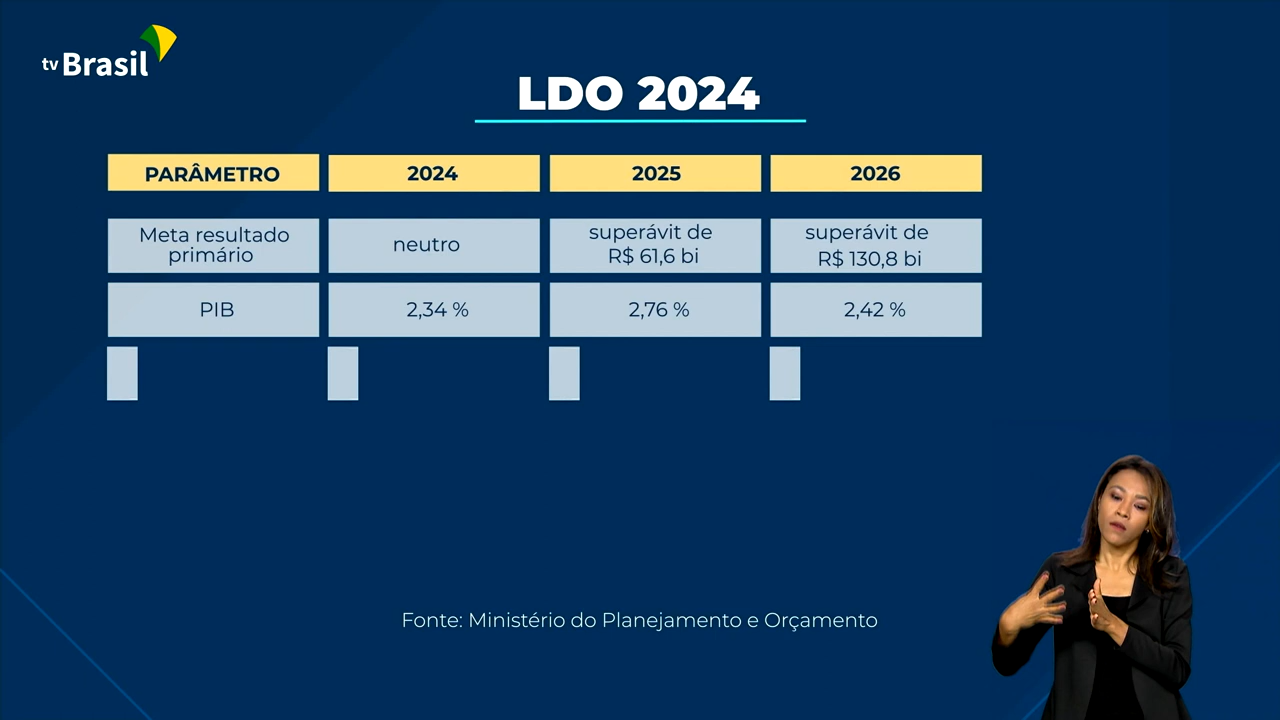 tv Brasil
LDO 2024
PARÂMETRO 2024 2025 2026
Meta resultado primário neutro superávit de R$ 61,6 bi superávit de R$ 130,8 bi
PIB 2,34 % 2,76 % 2,42 %
Fonte: Ministério do Planejamento e Orçamento